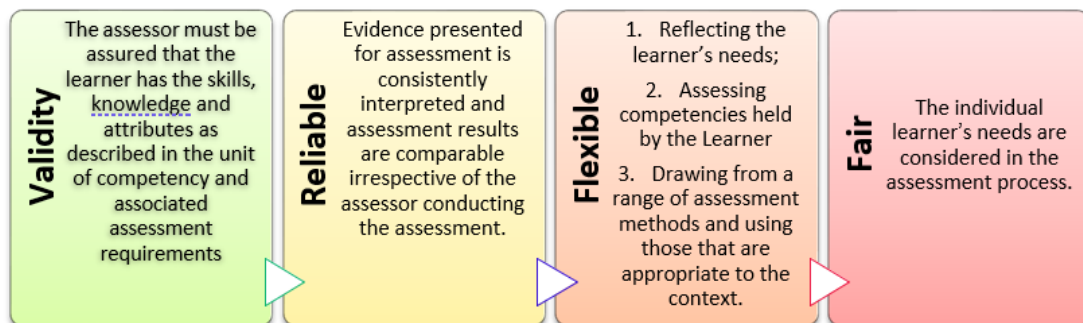 Validity
The assessor must be
assured that the
learner has the skills,
knowledge and
attributes as
described in the unit
of competency and
associated
assessment
requirements
Reliable
Evidence presented
for assessment is
consistently
interpreted and
assessment results
are comparable
irrespective of the
assessor conducting
the assessment.
Flexible
1. Reflecting the
learner’s needs;
2. Assessing
competencies held
by the Learner
3. Drawing from a
range of assessment
methods and using
those that are
appropriate to the
context.
Fair
The individual
learner’s needs are
considered in the
assessment process.